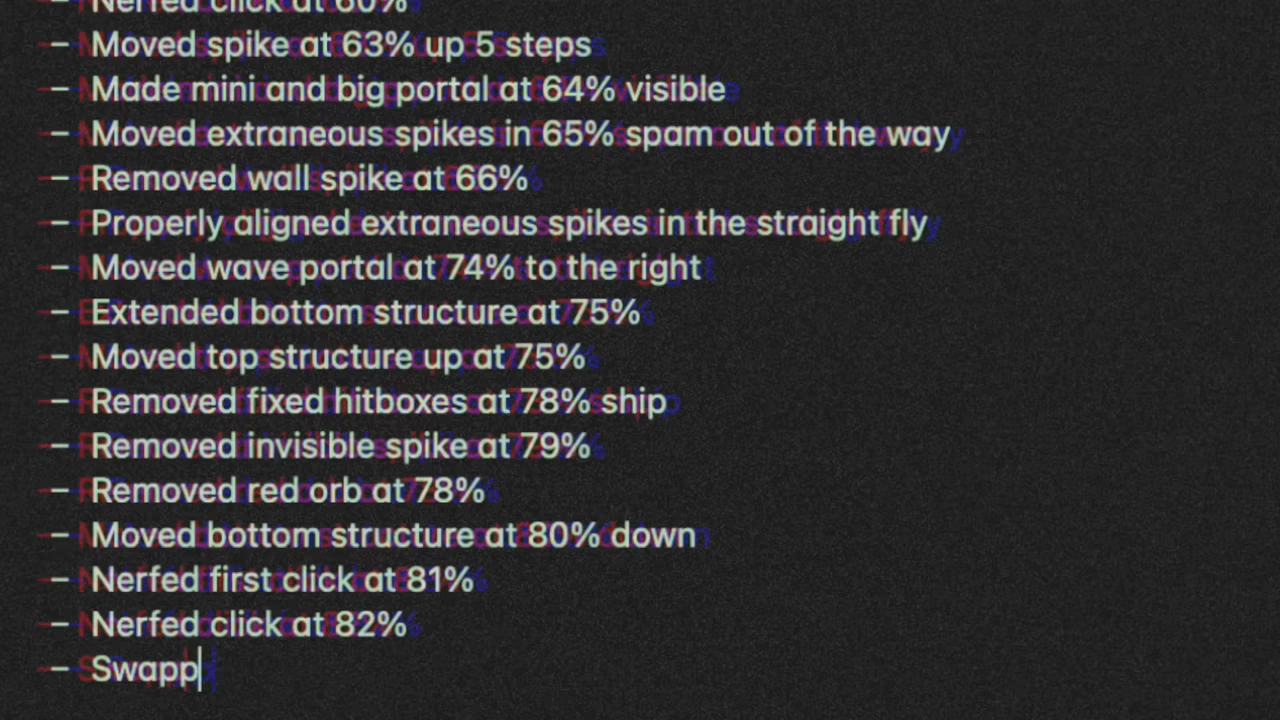 – Nerfed click at 60%
– Moved spike at 63% up 5 steps
– Made mini and big portal at 64% visible
– Moved extraneous spikes in 65% spam out of the way
– Removed wall spike at 66%
– Properly aligned extraneous spikes in the straight fly
– Moved wave portal at 74% to the right
– Extended bottom structure at 75%
– Moved top structure up at 75%
– Removed fixed hitboxes at 78% ship
– Removed invisible spike at 79%
– Removed red orb at 78%
– Moved bottom structure at 80% down
– Nerfed first click at 81%
– Nerfed click at 82%
– Swapp